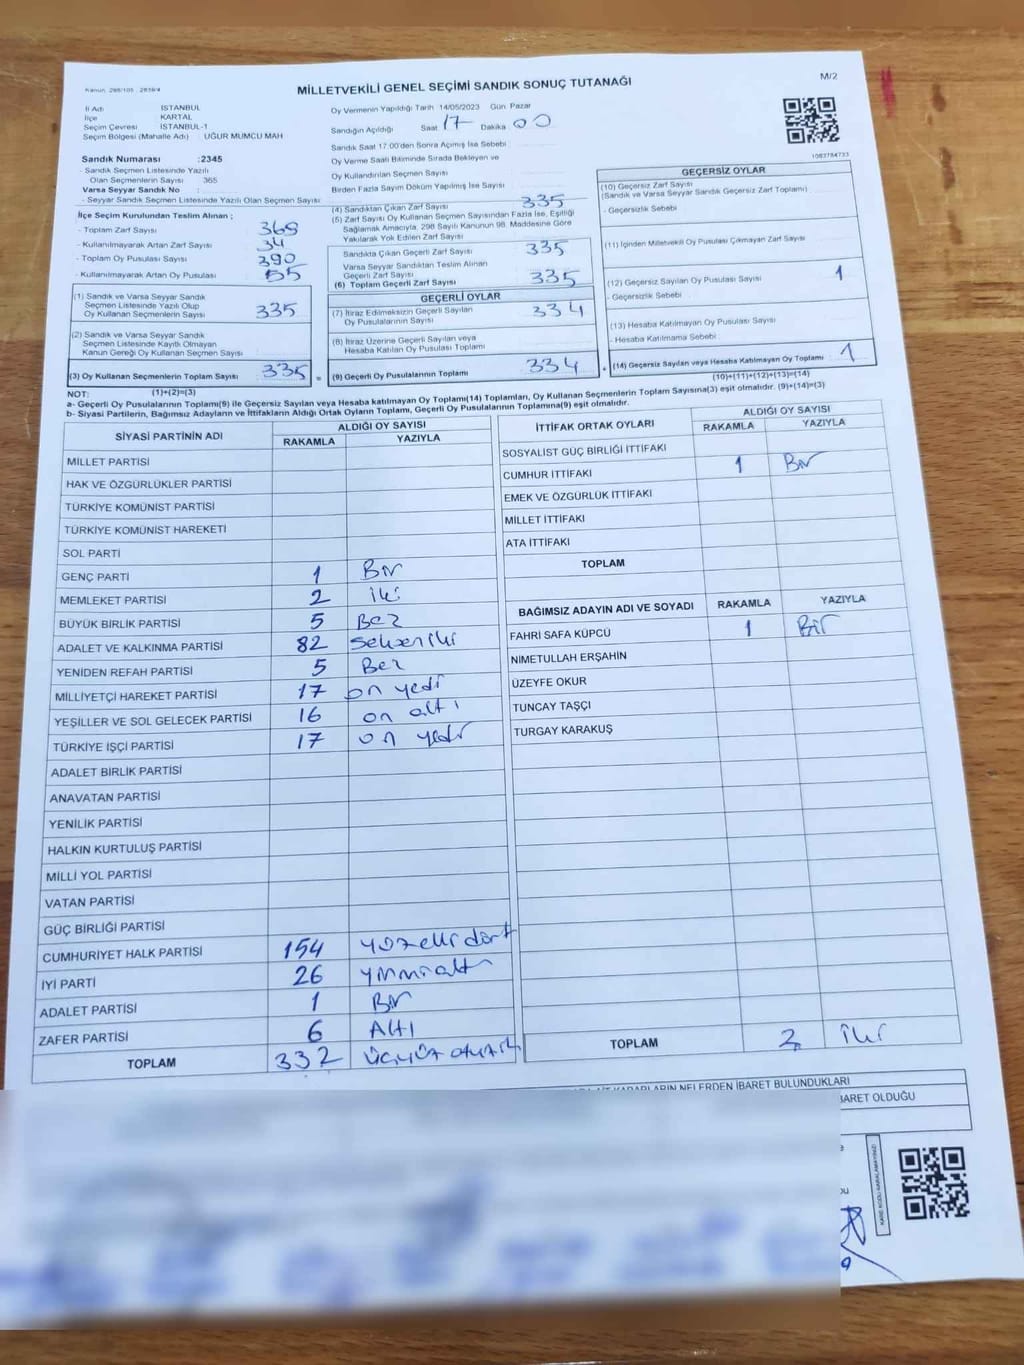 Kanun: 298/105 , 2839/4
MİLLETVEKİLİ GENEL SEÇİMİ SANDIK SONUÇ TUTANAĞI
M/2
İl Adı : İSTANBUL
İlçe : KARTAL
Seçim Çevresi : İSTANBUL-1
Seçim Bölgesi (Mahalle Adı) : UĞUR MUMCU MAH
Sandık Numarası :2345
- Sandık Seçmen Listesinde Yazılı
Olan Seçmenlerin Sayısı : 365
Varsa Seyyar Sandık No :
- Seyyar Sandık Seçmen Listesinde Yazılı Olan Seçmen Sayısı :
İlçe Seçim Kurulundan Teslim Alınan ;
- Toplam Zarf Sayısı : 369
- Kullanılmayarak Artan Zarf Sayısı : 34
- Toplam Oy Pusulası Sayısı : 390
- Kullanılmayarak Artan Oy Pusulası : 55
(1) Sandık ve Varsa Seyyar Sandık
Seçmen Listesinde Yazılı Olup
Oy Kullanan Seçmenlerin Sayısı : 335
(2) Sandık ve Varsa Seyyar Sandık
Seçmen Listesinde Kayıtlı Olmayan
Kanun Gereği Oy Kullanan Seçmen Sayısı :
(3) Oy Kullanan Seçmenlerin Toplam Sayısı : 335
(1)+(2)=(3)
Oy Vermenin Yapıldığı Tarih : 14/05/2023 Gün: Pazar
Sandığın Açıldığı Saat 17 Dakika 00
Sandık Saat 17:00'den Sonra Açılmış İse Sebebi :
Oy Verme Saati Bitiminde Sırada Bekleyen ve
Oy Kullandırılan Seçmen Sayısı :
Birden Fazla Sayım Döküm Yapılmış İse Sayısı :
(4) Sandıktan Çıkan Zarf Sayısı : 335
(5) Zarf Sayısı Oy Kullanan Seçmen Sayısından Fazla İse, Eşitliği
Sağlamak Amacıyla, 298 Sayılı Kanunun 98. Maddesine Göre
Yakılarak Yok Edilen Zarf Sayısı :
Sandıkta Çıkan Geçerli Zarf Sayısı : 335
Varsa Seyyar Sandıktan Teslim Alınan
Geçerli Zarf Sayısı
(6) Toplam Geçerli Zarf Sayısı : 335
GEÇERLİ OYLAR
(7) İtiraz Edilmeksizin Geçerli Sayılan
Oy Pusulalarının Sayısı : 334
(8) İtiraz Üzerine Geçerli Sayılan veya
Hesaba Katılan Oy Pusulası Toplamı :
(9) Geçerli Oy Pusulalarının Toplamı : 334
1083784733
GEÇERSİZ OYLAR
(10) Geçersiz Zarf Sayısı
(Sandık ve Varsa Seyyar Sandık Geçersiz Zarf Toplamı)
- Geçersizlik Sebebi :
(11) İçinden Milletvekili Oy Pusulası Çıkmayan Zarf Sayısı :
(12) Geçersiz Sayılan Oy Pusulası Sayısı : 1
- Geçersizlik Sebebi :
(13) Hesaba Katılmayan Oy Pusulası Sayısı :
- Hesaba Katılmama Sebebi :
(14) Geçersiz Sayılan veya Hesaba Katılmayan Oy Toplamı : 1
(10)+(11)+(12)+(13)=(14)
NOT:
a- Geçerli Oy Pusulalarının Toplamı(9) ile Geçersiz Sayılan veya Hesaba katılmayan Oy Toplamı(14) Toplamları, Oy Kullanan Seçmenlerin Toplam Sayısına(3) eşit olmalıdır. (9)+(14)=(3)
b- Siyasi Partilerin, Bağımsız Adayların ve İttifakların Aldığı Ortak Oyların Toplam, Geçerli Oy Pusulalarının Toplamına(9) eşit olmalıdır.
SİYASİ PARTİNİN ADI ALDIĞI OY SAYISI
RAKAMLA YAZIYLA
MİLLET PARTİSİ
HAK VE ÖZGÜRLÜKLER PARTİSİ
TÜRKİYE KOMÜNİST PARTİSİ
TÜRKİYE KOMÜNİST HAREKETİ
SOL PARTİ
GENÇ PARTİ 1 Bir
MEMLEKET PARTİSİ 2 iki
BÜYÜK BİRLİK PARTİSİ 5 Beş
ADALET VE KALKINMA PARTİSİ 82 Seksen iki
YENİDEN REFAH PARTİSİ 5 Beş
MİLLİYETÇİ HAREKET PARTİSİ 17 on yedi
YEŞİLLER VE SOL GELECEK PARTİSİ 16 on altı
TÜRKİYE İŞÇİ PARTİSİ 17 on yedi
ADALET BİRLİK PARTİSİ
ANAVATAN PARTİSİ
YENİLİK PARTİSİ
HALKIN KURTULUŞ PARTİSİ
MİLLİ YOL PARTİSİ
VATAN PARTİSİ
GÜÇ BİRLİĞİ PARTİSİ
CUMHURİYET HALK PARTİSİ 154 yüzelli dört
İYİ PARTİ 26 yirmialtı
ADALET PARTİSİ 1 Bir
ZAFER PARTİSİ 6 Altı
TOPLAM 332 üçyüz otuziki
İTTİFAK ORTAK OYLARI ALDIĞI OY SAYISI
RAKAMLA YAZIYLA
SOSYALİST GÜÇ BİRLİĞİ İTTİFAKI
CUMHUR İTTİFAKI 1 Bir
EMEK VE ÖZGÜRLÜK İTTİFAKI
MİLLET İTTİFAKI
ATA İTTİFAKI
TOPLAM
BAĞIMSIZ ADAYIN ADI VE SOYADI RAKAMLA YAZIYLA
FAHRİ SAFA KÜPCÜ 1 Bir
NİMETULLAH ERŞAHİN
ÜZEYFE OKUR
TUNCAY TAŞÇI
TURGAY KARAKUŞ
TOPLAM 2 iki
KARARLARIN NELERDEN İBARET BULUNDUKLARI
BARET OLDUĞU
KARE KODU KARALAMAYINIZ!